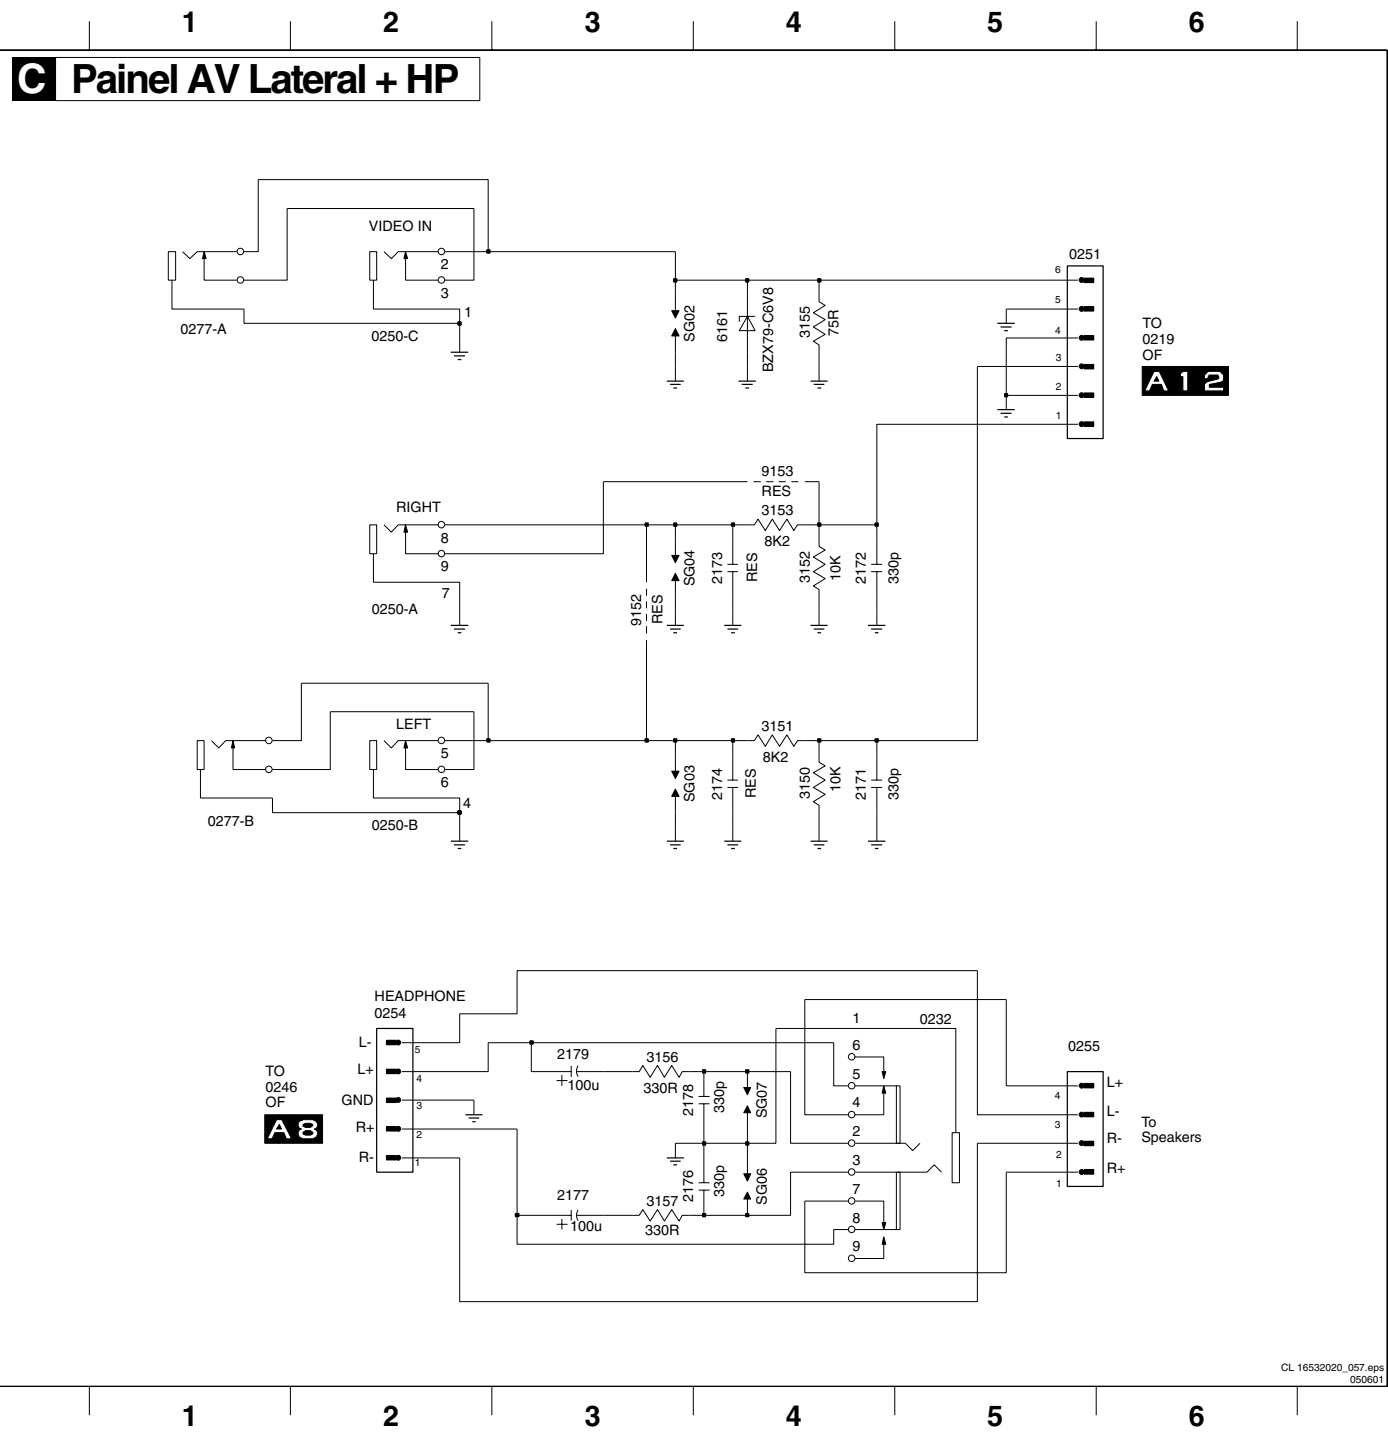 1 2 3 4 5 6
C Painel AV Lateral + HP
VIDEO IN
2
3
1
0277-A
0250-C
SG02
6161
BZX79-C6V8
3155
75R
0251
6
5
4
3
2
1
TO
0219
OF
A12
9153
RES
RIGHT
8
9
7
0250-A
3153
8K2
9152
RES
SG04
2173
RES
3152
10K
2172
330p
LEFT
5
6
4
0277-B
0250-B
3151
8K2
SG03
2174
RES
3150
10K
2171
330p
HEADPHONE
0254
L-
5
L+
4
GND
3
R+
2
R-
1
TO
0246
OF
A8
2179
+100u
3156
330R
2178
330p
SG07
2176
330p
SG06
2177
+100u
3157
330R
1
0232
6
5
4
2
3
7
8
9
0255
L+
4
L-
3
R-
2
R+
1
To
Speakers
CL 16532020_057.eps
050601
1 2 3 4 5 6